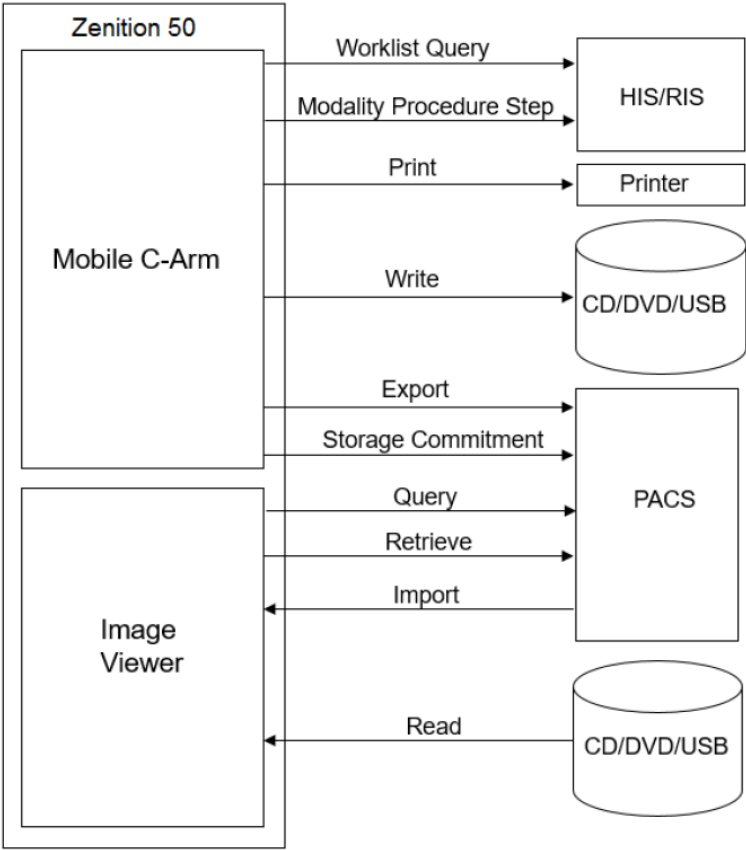 Zenition 50
Worklist Query
HIS/RIS
Modality Procedure Step
Print
Printer
Mobile C-Arm
Write
CD/DVD/USB
Export
Storage Commitment
Query
PACS
Retrieve
Import
Image
Viewer
Read
CD/DVD/USB